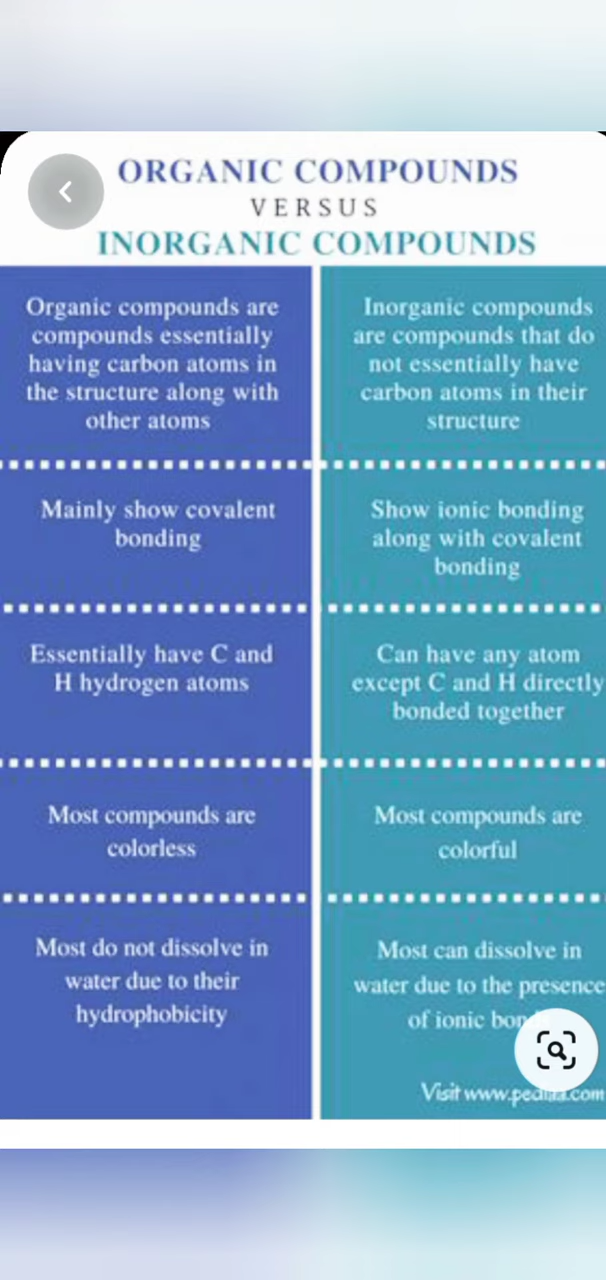 ORGANIC COMPOUNDS
VERSUS
INORGANIC COMPOUNDS
Organic compounds are
compounds essentially
having carbon atoms in
the structure along with
other atoms
Inorganic compounds
are compounds that do
not essentially have
carbon atoms in their
structure
Mainly show covalent
bonding
Show ionic bonding
along with covalent
bonding
Essentially have C and
H hydrogen atoms
Can have any atom
except C and H directly
bonded together
Most compounds are
colorless
Most compounds are
colorful
Most do not dissolve in
water due to their
hydrophobicity
Most can dissolve in
water due to the presence
of ionic
Visit www.pediaa.com